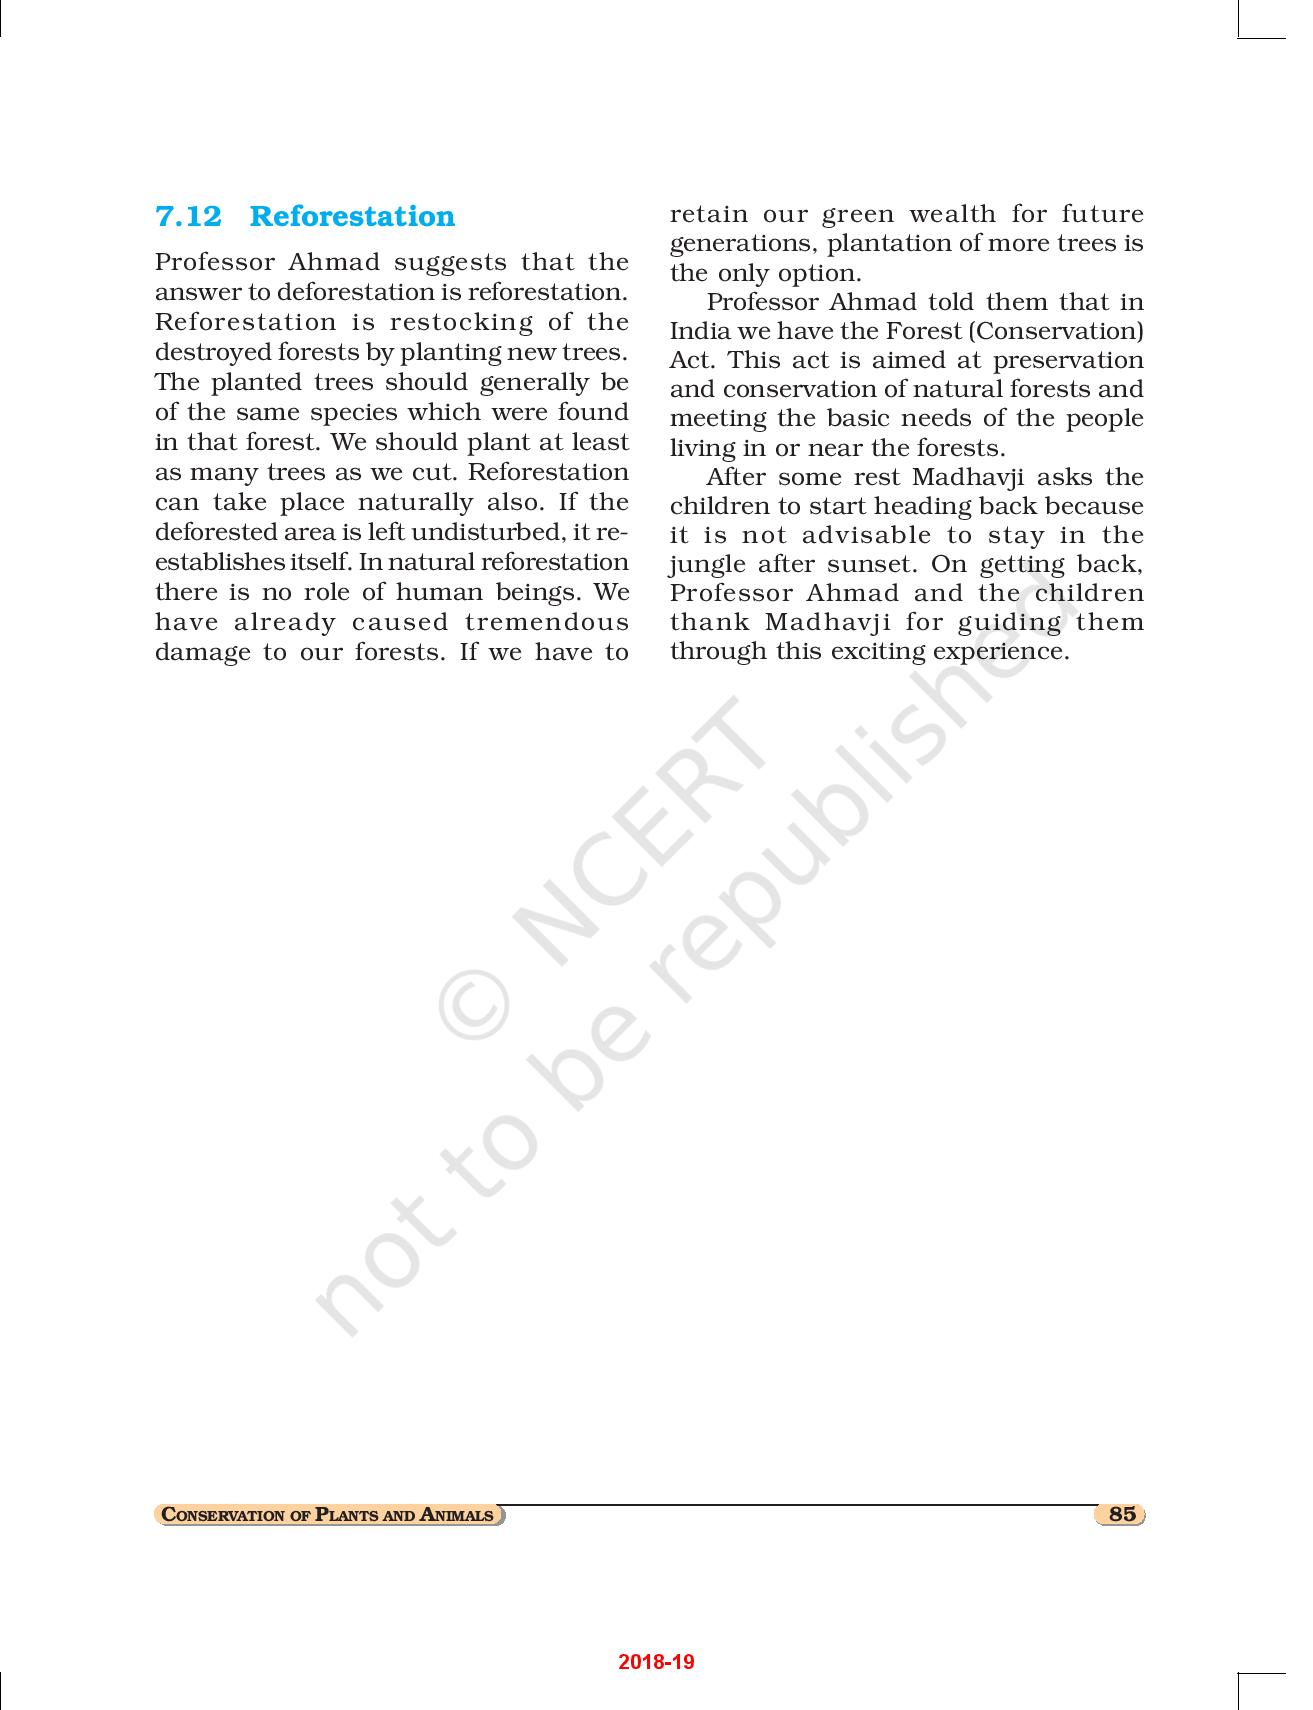 7.12 Reforestation
Professor Ahmad suggests that the
answer to deforestation is reforestation.
Reforestation is restocking of the
destroyed forests by planting new trees.
The planted trees should generally be
of the same species which were found
in that forest. We should plant at least
as many trees as we cut. Reforestation
can take place naturally also. If the
deforested area is left undisturbed, it re-
establishes itself. In natural reforestation
there is no role of human beings. We
have already caused tremendous
damage to our forests. If we have to
retain our green wealth for future
generations, plantation of more trees is
the only option.
Professor Ahmad told them that in
India we have the Forest (Conservation)
Act. This act is aimed at preservation
and conservation of natural forests and
meeting the basic needs of the people
living in or near the forests.
After some rest Madhavji asks the
children to start heading back because
it is not advisable to stay in the
jungle after sunset. On getting back,
Professor Ahmad and the children
thank Madhavji for guiding them
through this exciting experience.
© NCERT
not to be republished
CONSERVATION OF PLANTS AND ANIMALS
85
2018-19